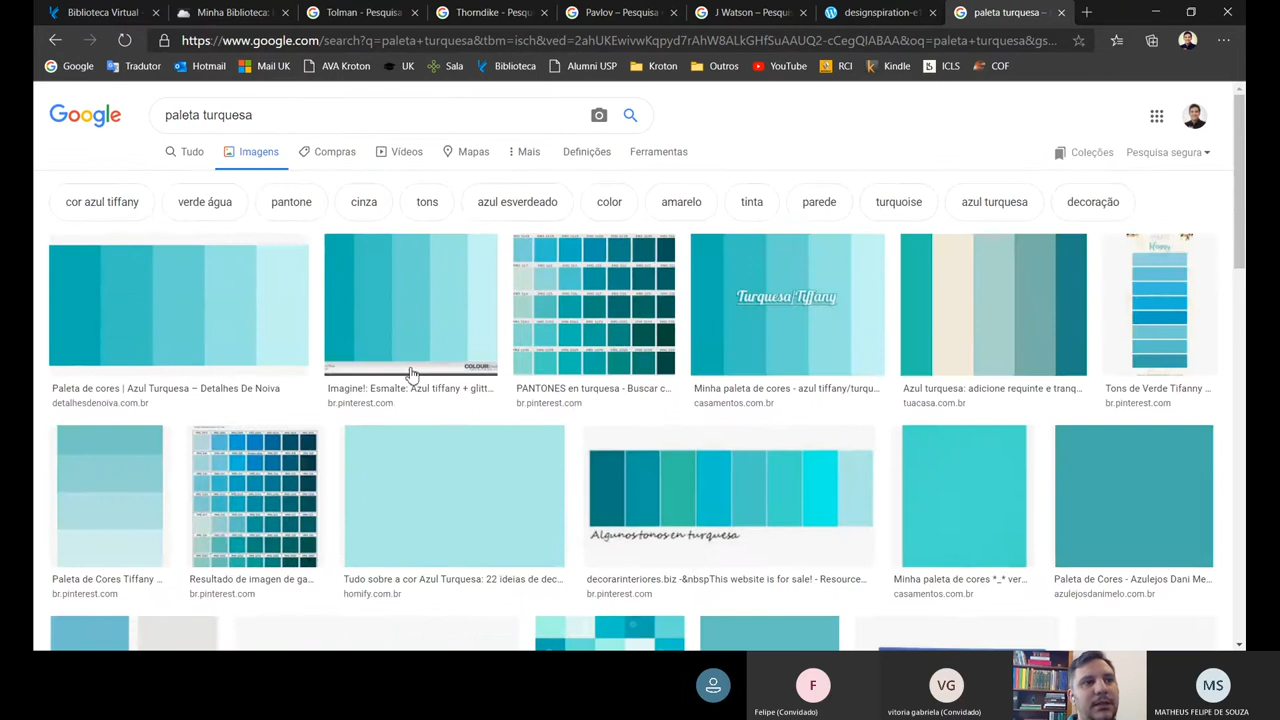 Biblioteca Virtual
Minha Biblioteca:
Tolman - Pesquisa
Thorndike - Pesquis
Pavlov – Pesquisa c
J Watson – Pesquis
designspiration-e1
paleta turquesa –
https://www.google.com/search?q=paleta+turquesa&tbm=isch&ved=2ahUKEwivwKqpyd7rAhW8ALkGHfSuAAUQ2-cCegQIABAA&oq=paleta+turquesa&gs...
Google
Tradutor
Hotmail
Mail UK
AVA Kroton
UK
Sala
Biblioteca
Alumni USP
Kroton
Outros
YouTube
RCI
Kindle
ICLS
COF
Google
paleta turquesa
Tudo
Imagens
Compras
Vídeos
Mapas
Mais
Definições
Ferramentas
Coleções
Pesquisa segura
cor azul tiffany
verde água
pantone
cinza
tons
azul esverdeado
color
amarelo
tinta
parede
turquoise
azul turquesa
decoração
Turquesa/Tiffany
COLOUR
Paleta de cores | Azul Turquesa – Detalhes De Noiva
detalhesdenoiva.com.br
Imagine!: Esmalte: Azul tiffany + glitt...
br.pinterest.com
PANTONES en turquesa - Buscar c...
br.pinterest.com
Minha paleta de cores - azul tiffany/turqu...
casamentos.com.br
Azul turquesa: adicione requinte e tranq...
tuacasa.com.br
Tons de Verde Tifanny ...
br.pinterest.com
Algunos tonos en turquesa
Paleta de Cores Tiffany ...
br.pinterest.com
Resultado de imagen de ga...
br.pinterest.com
Tudo sobre a cor Azul Turquesa: 22 ideias de dec...
homify.com.br
decorarinteriores.biz -&nbspThis website is for sale! - Resource...
br.pinterest.com
Minha paleta de cores *_* ver...
casamentos.com.br
Paleta de Cores - Azulejos Dani Me...
azulejosdanimelo.com.br
F
Felipe (Convidado)
VG
vitoria gabriela (Convidado)
MS
MATHEUS FELIPE DE SOUZA